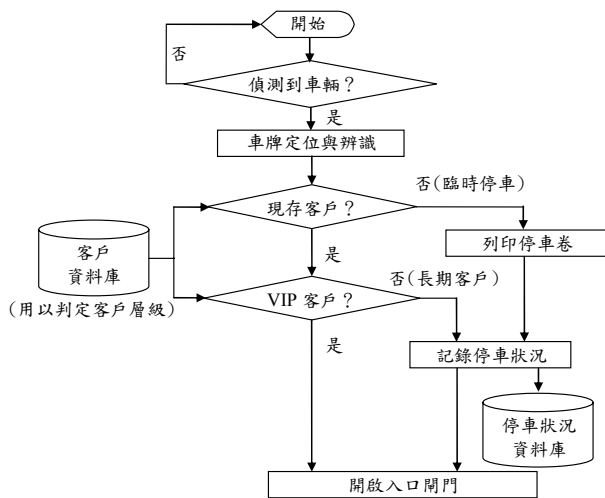 開始
否
偵測到車輛?
是
車牌定位與辨識
否(臨時停車)
現存客戶?
列印停車卷
客戶
資料庫
是
否(長期客戶)
(用以判定客戶層級)
VIP 客戶?
是
記錄停車狀況
停車狀況
資料庫
開啟入口閘門